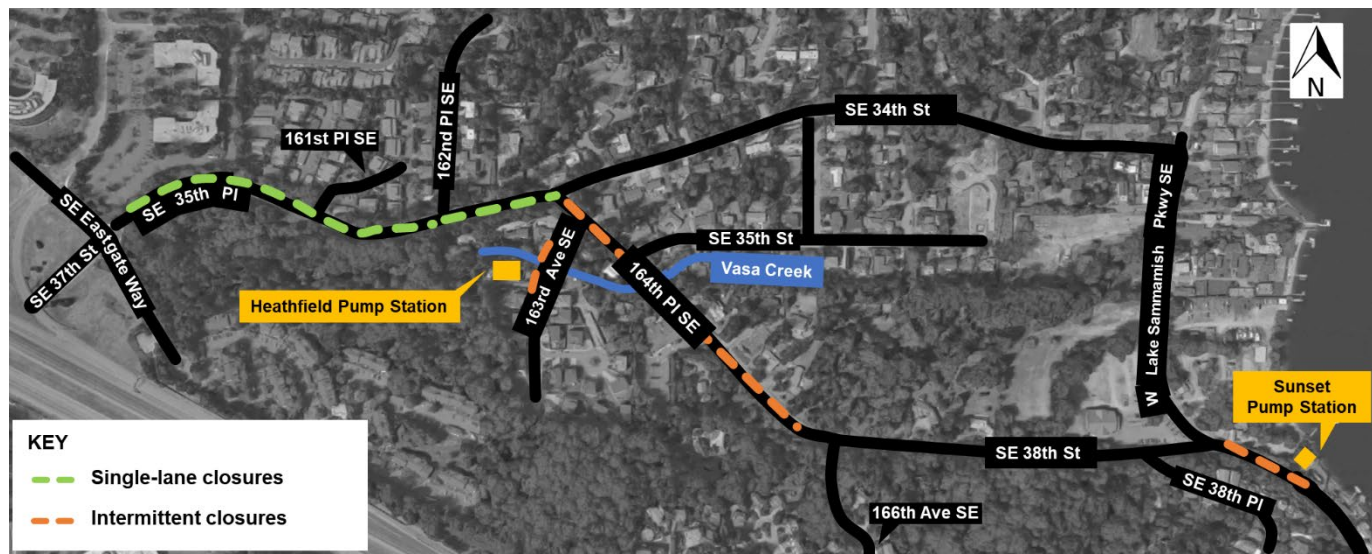 N
SE 34th St
162nd Pl SE
161st Pl SE
SE 35th Pl
SE Eastgate Way
SE 37th St
Heathfield Pump Station
163rd Ave SE
SE 35th St
Vasa Creek
164th Pl SE
W Lake Sammamish Pkwy SE
Sunset
Pump Station
SE 38th St
SE 38th Pl
166th Ave SE
KEY
Single-lane closures
Intermittent closures